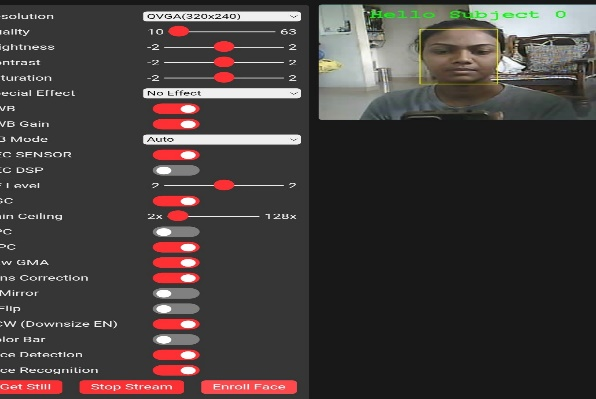 esolution QVGA(320x240)
uality 10 63
ightness -2 2
ontrast -2 2
turation -2 2
ecial Effect No Effect
WB
WB Gain
B Mode Auto
EC SENSOR
EC DSP
E Level 2 2
GC
ain Ceiling 2x 128x
PC
PC
w GMA
ns Correction
Mirror
Flip
CW (Downsize EN)
lor Bar
ce Detection
ce Recognition
Get Still Stop Stream Enroll Face
Hello Subject 0